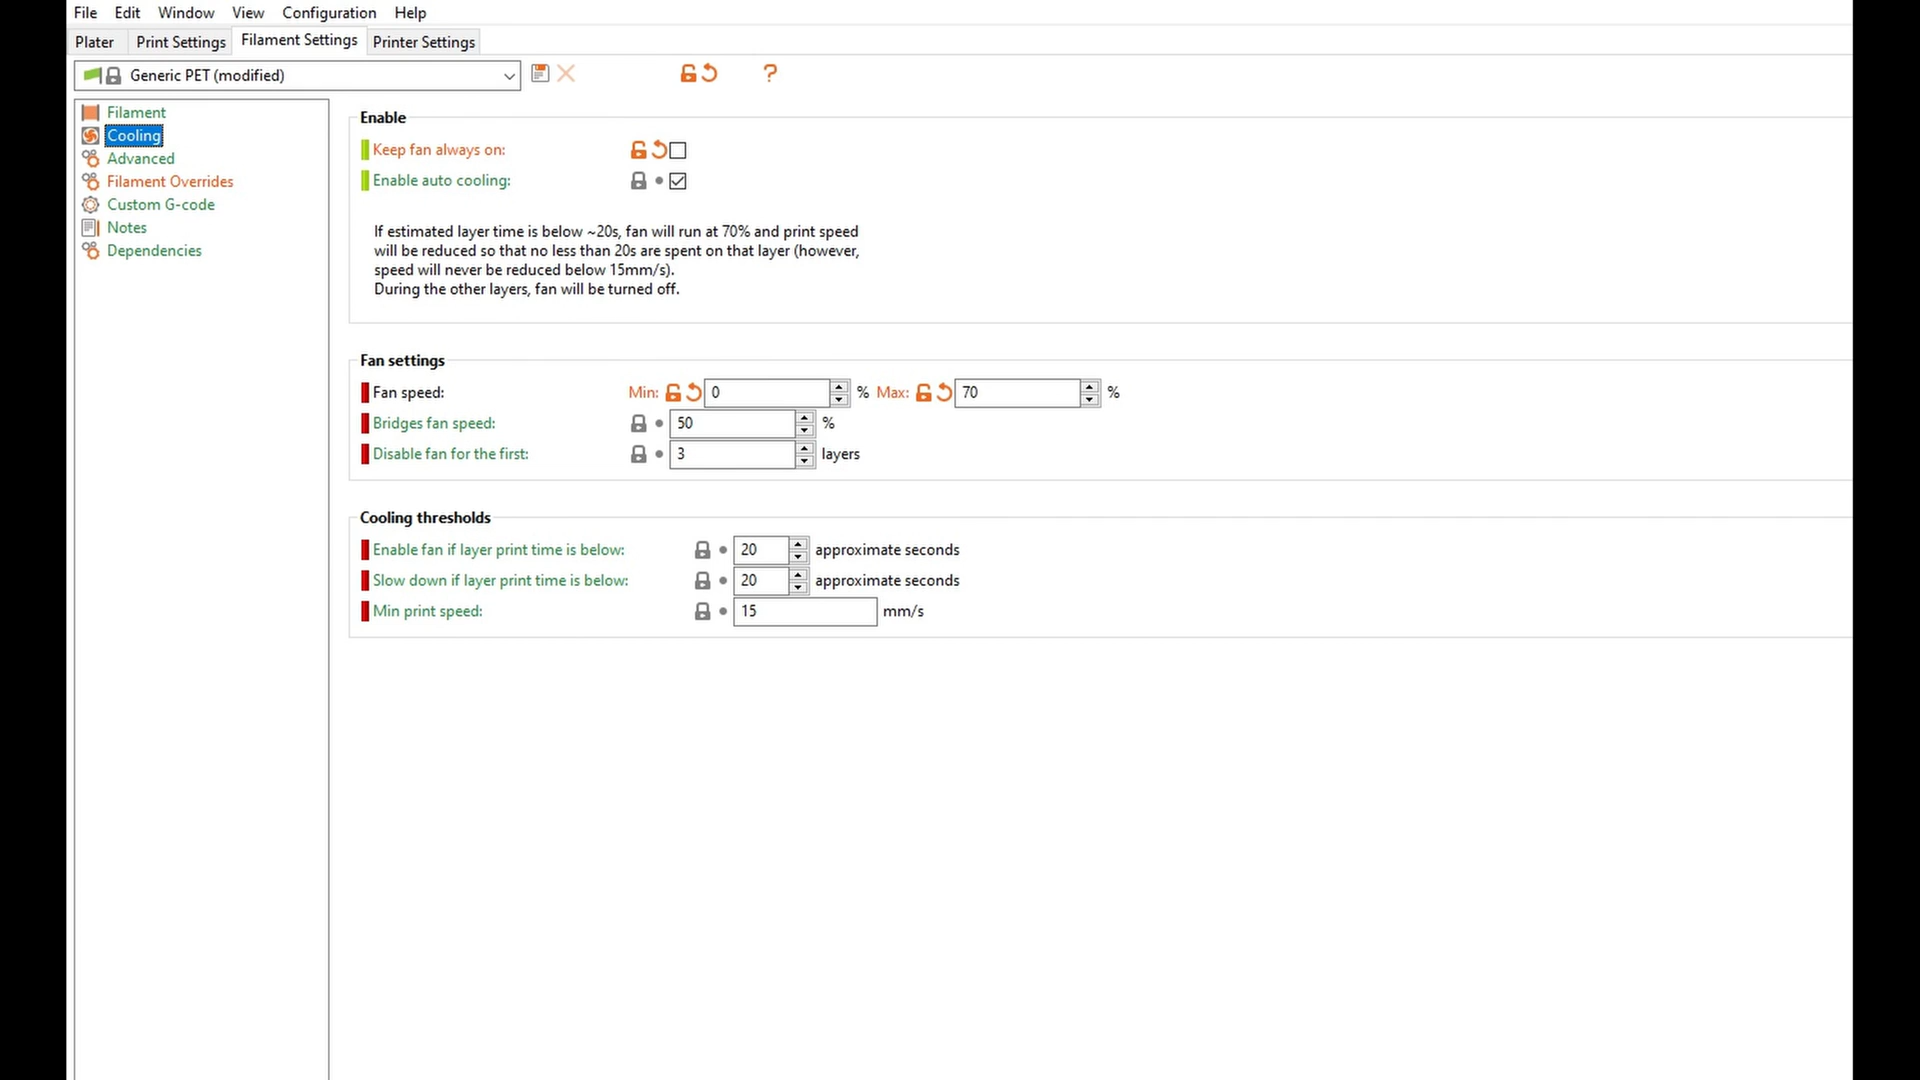 File Edit Window View Configuration Help
Plater Print Settings Filament Settings Printer Settings
Generic PET (modified) ?
Filament
Cooling
Advanced
Filament Overrides
Custom G-code
Notes
Dependencies
Enable
Keep fan always on:
Enable auto cooling:
If estimated layer time is below ~20s, fan will run at 70% and print speed
will be reduced so that no less than 20s are spent on that layer (however,
speed will never be reduced below 15mm/s).
During the other layers, fan will be turned off.
Fan settings
Fan speed: Min: 0 % Max: 70 %
Bridges fan speed: 50 %
Disable fan for the first: 3 layers
Cooling thresholds
Enable fan if layer print time is below: 20 approximate seconds
Slow down if layer print time is below: 20 approximate seconds
Min print speed: 15 mm/s